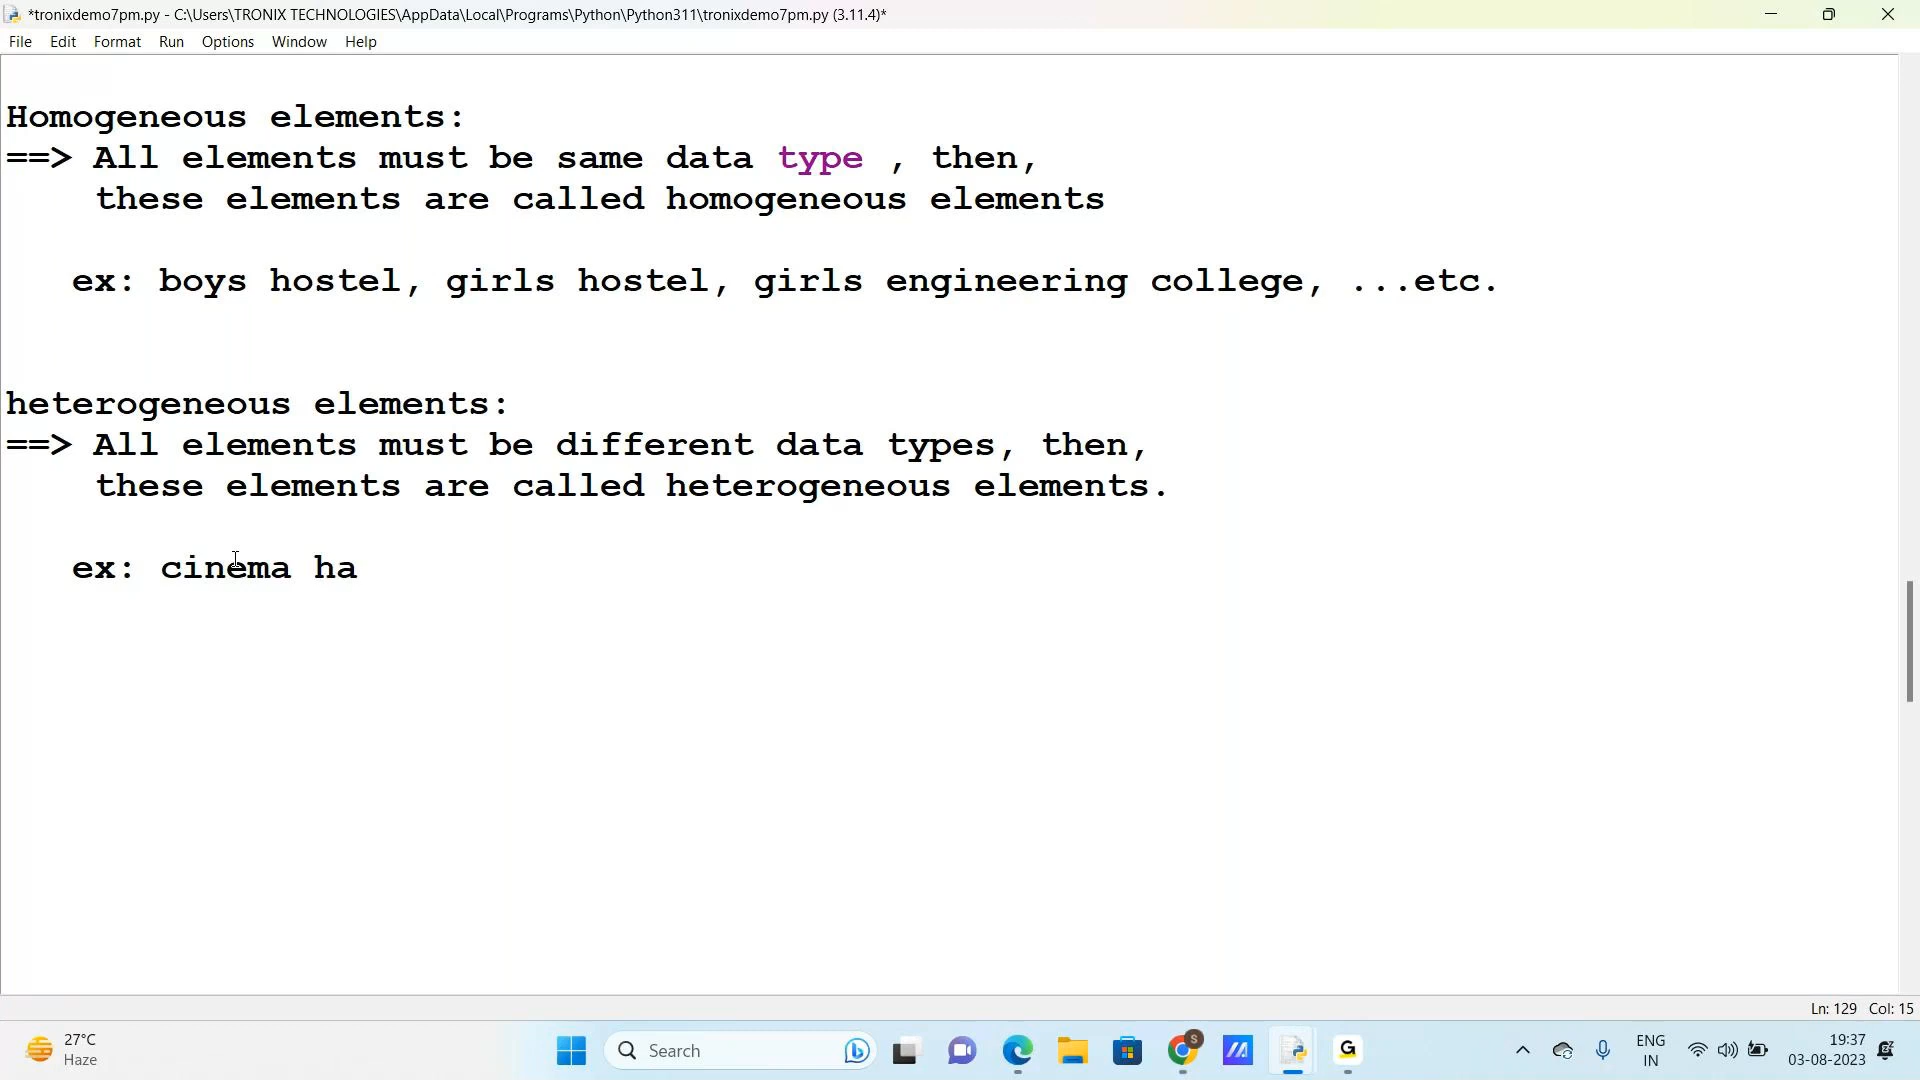 *tronixdemo7pm.py - C:\Users\TRONIX TECHNOLOGIES\AppData\Local\Programs\Python\Python311\tronixdemo7pm.py (3.11.4)*
File Edit Format Run Options Window Help
Homogeneous elements:
==> All elements must be same data type , then,
these elements are called homogeneous elements
ex: boys hostel, girls hostel, girls engineering college, ...etc.
heterogeneous elements:
==> All elements must be different data types, then,
these elements are called heterogeneous elements.
ex: cinema ha
Ln: 129 Col: 15
27°C
Haze
Search
S
G
ENG
IN
19:37
03-08-2023